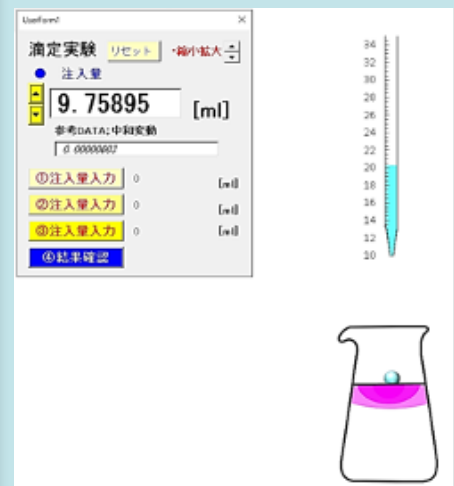 Userform1
滴定実験 リセット ・縮小拡大
● 注入量
9.75895 [ml]
参考DATA;中和変動
①注入量入力 0 [ml]
②注入量入力 0 [ml]
③注入量入力 0 [ml]
④結果確認
34
32
30
28
26
24
22
20
18
16
14
12
10